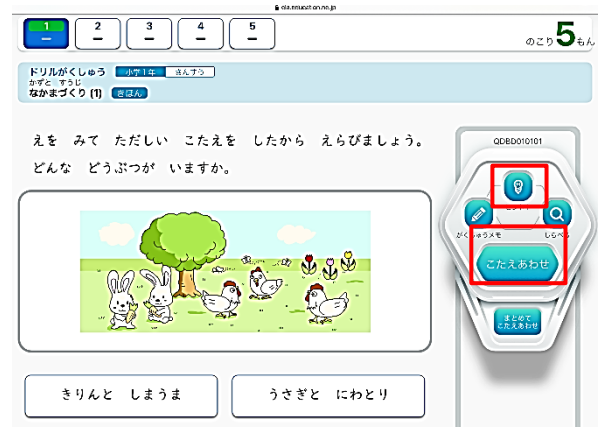 1 2 3 4 5
のこり5もん
ドリルがくしゅう 小学1年 さんすう
かずと すうじ
なかまづくり (1) きほん
えを みて ただしい こたえを したから えらびましょう。
どんな どうぶつが いますか。
QDBD010101
がくしゅうメモ しらべる
こたえあわせ
まとめて
こたえあわせ
きりんと しまうま うさぎと にわとり